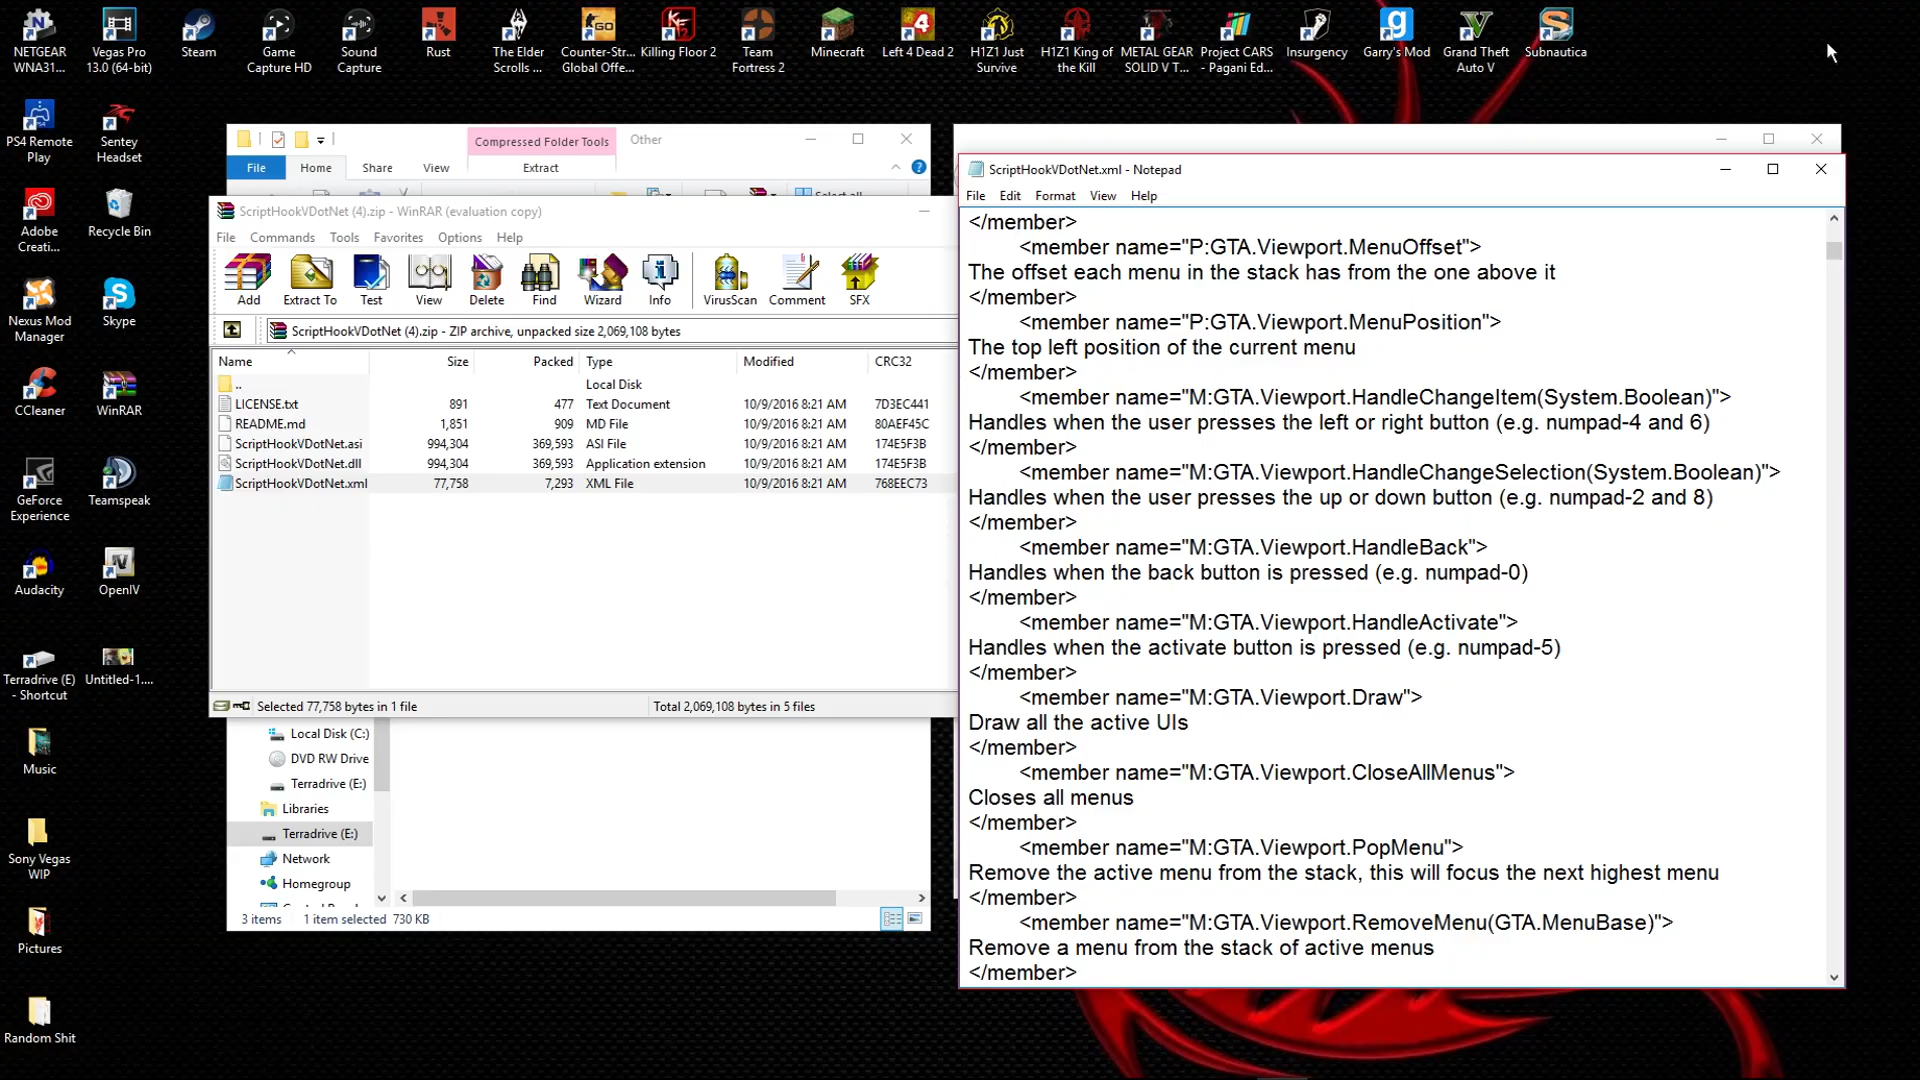 NETGEAR
WNA31...
Vegas Pro
13.0 (64-bit)
Steam
Game
Capture HD
Sound
Capture
Rust
The Elder
Scrolls ...
Counter-Str...
Global Offe...
Killing Floor 2
Team
Fortress 2
Minecraft
Left 4 Dead 2
H1Z1 Just
Survive
H1Z1 King of
the Kill
METAL GEAR
SOLID V T...
Project CARS
- Pagani Ed...
Insurgency
Garry's Mod
Grand Theft
Auto V
Subnautica
PS4 Remote
Play
Sentey
Headset
Adobe
Creati...
Recycle Bin
Nexus Mod
Manager
Skype
CCleaner
WinRAR
GeForce
Experience
Teamspeak
Audacity
OpenIV
Terradrive (E)
- Shortcut
Untitled-1....
Music
Sony Vegas
WIP
Pictures
Random Shit
Compressed Folder Tools
Other
File
Home
Share
View
Extract
Select all
ScriptHookVDotNet (4).zip - WinRAR (evaluation copy)
File Commands Tools Favorites Options Help
Add Extract To Test View Delete Find Wizard Info VirusScan Comment SFX
ScriptHookVDotNet (4).zip - ZIP archive, unpacked size 2,069,108 bytes
Name Size Packed Type Modified CRC32
.. Local Disk
LICENSE.txt 891 477 Text Document 10/9/2016 8:21 AM 7D3EC441
README.md 1,851 909 MD File 10/9/2016 8:21 AM 80AEF45C
ScriptHookVDotNet.asi 994,304 369,593 ASI File 10/9/2016 8:21 AM 174E5F3B
ScriptHookVDotNet.dll 994,304 369,593 Application extension 10/9/2016 8:21 AM 174E5F3B
ScriptHookVDotNet.xml 77,758 7,293 XML File 10/9/2016 8:21 AM 768EEC73
Selected 77,758 bytes in 1 file
Total 2,069,108 bytes in 5 files
Local Disk (C:)
DVD RW Drive
Terradrive (E:)
Libraries
Terradrive (E:)
Network
Homegroup
3 items 1 item selected 730 KB
ScriptHookVDotNet.xml - Notepad
File Edit Format View Help
</member>
<member name="P:GTA.Viewport.MenuOffset">
The offset each menu in the stack has from the one above it
</member>
<member name="P:GTA.Viewport.MenuPosition">
The top left position of the current menu
</member>
<member name="M:GTA.Viewport.HandleChangeItem(System.Boolean)">
Handles when the user presses the left or right button (e.g. numpad-4 and 6)
</member>
<member name="M:GTA.Viewport.HandleChangeSelection(System.Boolean)">
Handles when the user presses the up or down button (e.g. numpad-2 and 8)
</member>
<member name="M:GTA.Viewport.HandleBack">
Handles when the back button is pressed (e.g. numpad-0)
</member>
<member name="M:GTA.Viewport.HandleActivate">
Handles when the activate button is pressed (e.g. numpad-5)
</member>
<member name="M:GTA.Viewport.Draw">
Draw all the active UIs
</member>
<member name="M:GTA.Viewport.CloseAllMenus">
Closes all menus
</member>
<member name="M:GTA.Viewport.PopMenu">
Remove the active menu from the stack, this will focus the next highest menu
</member>
<member name="M:GTA.Viewport.RemoveMenu(GTA.MenuBase)">
Remove a menu from the stack of active menus
</member>